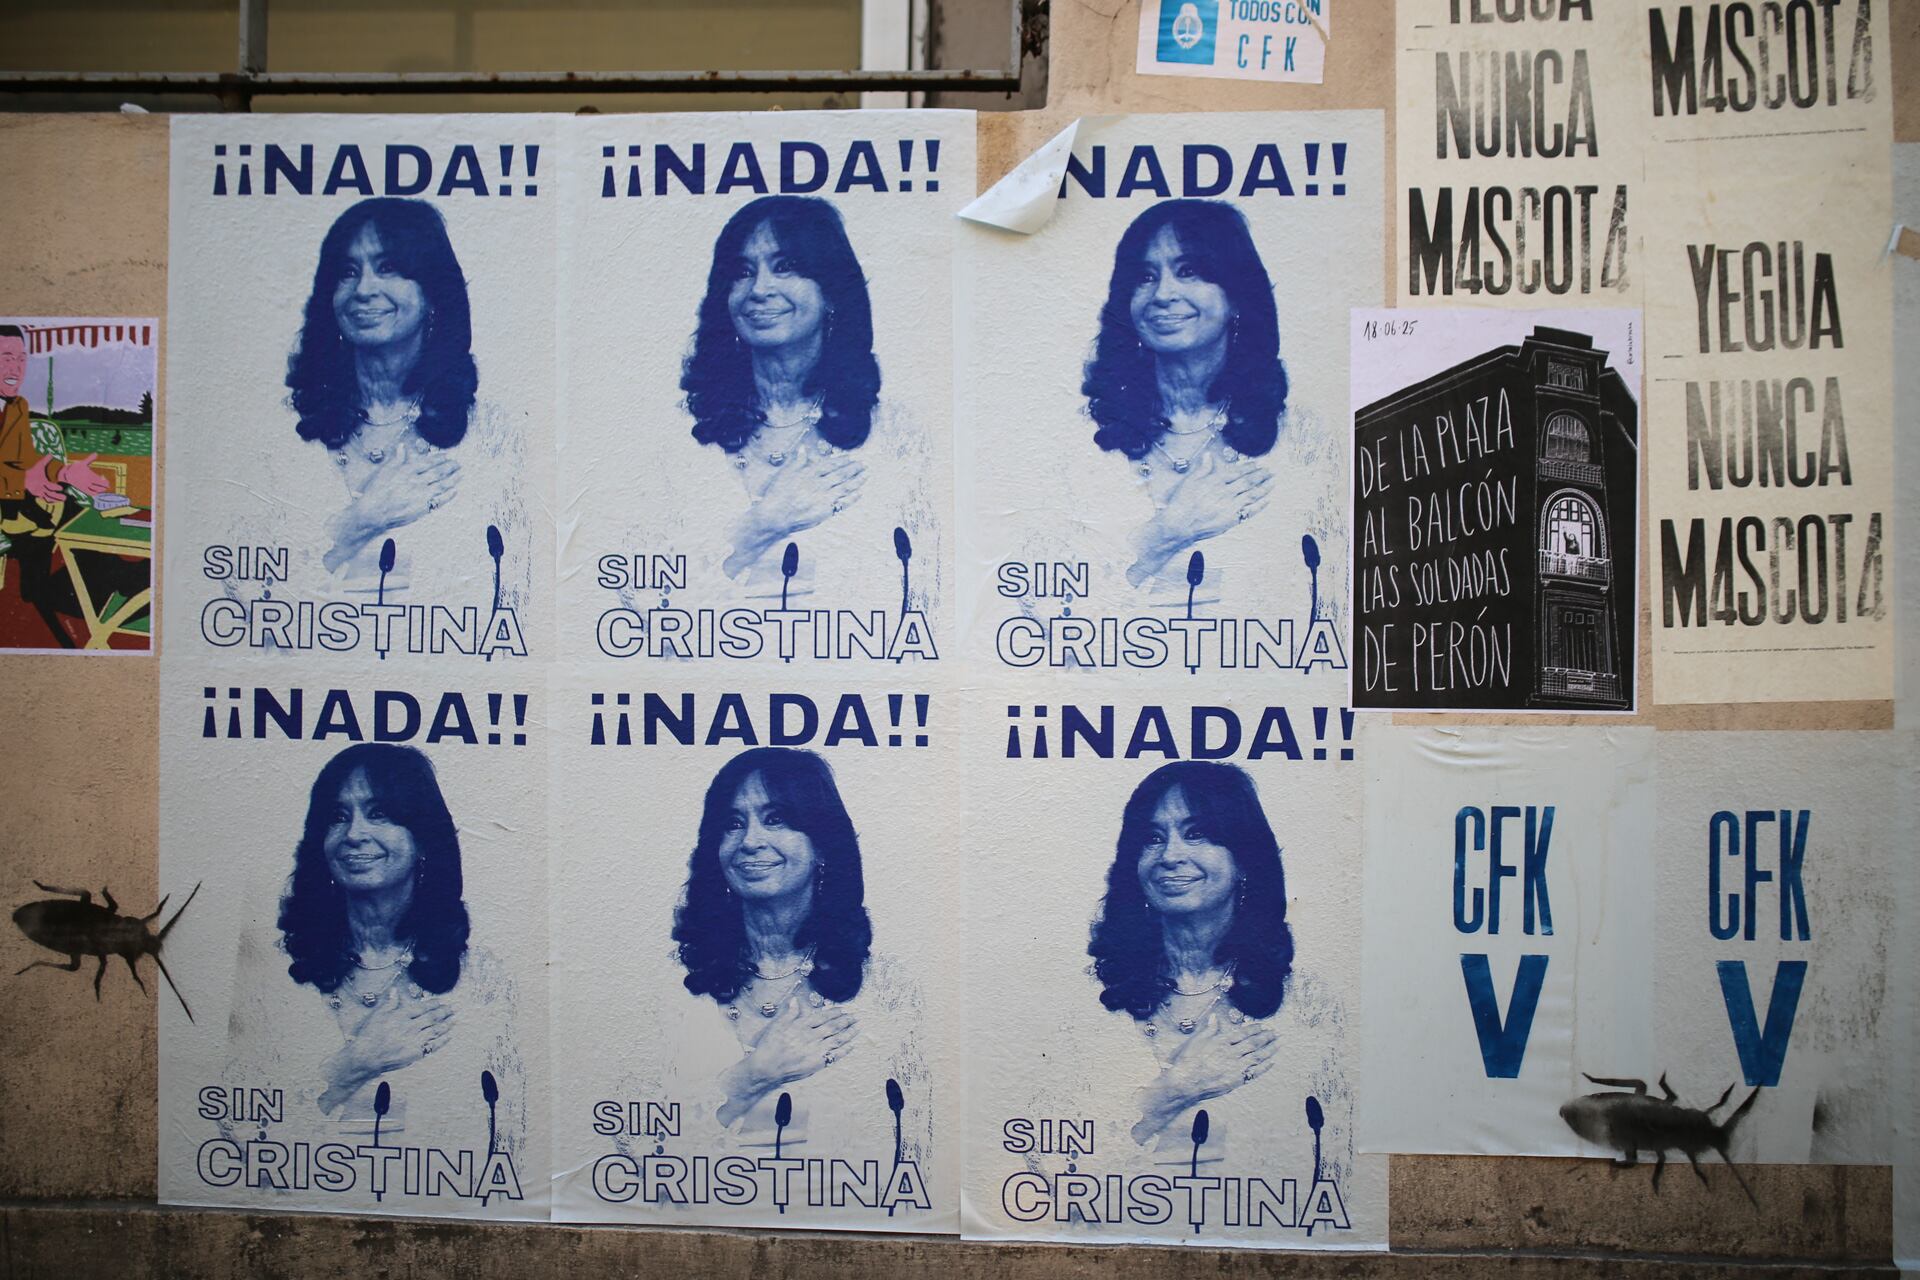 ¡¡NADA!!
SIN
CRISTINA
¡¡NADA!!
SIN
CRISTINA
NADA!!
SIN
CRISTINA
¡¡NADA!!
SIN
CRISTINA
¡¡NADA!!
SIN
CRISTINA
¡¡NADA!!
SIN
CRISTINA
TODOS CON
CFK
YEGUA
NUNCA
M4SCOT4
M4SCOT4
YEGUA
NUNCA
M4SCOT4
18·06·25
DE LA PLAZA
AL BALCÓN
LAS SOLDADAS
DE PERÓN
CFK
V
CFK
V